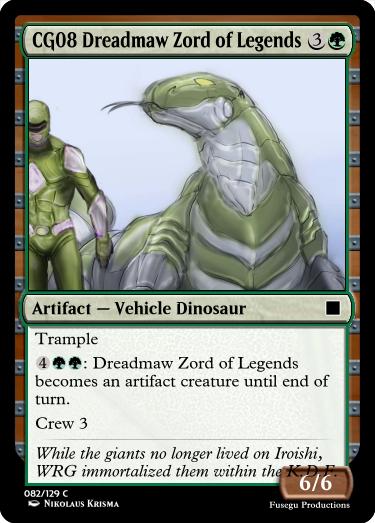 CG08 Dreadmaw Zord of Legends 3
Artifact — Vehicle Dinosaur
Trample
4: Dreadmaw Zord of Legends
becomes an artifact creature until end of
turn.
Crew 3
While the giants no longer lived on Iroishi,
WRG immortalized them within the K.D.F.
6/6
082/129 C
Nikolaus Krisma
Fusegu Productions